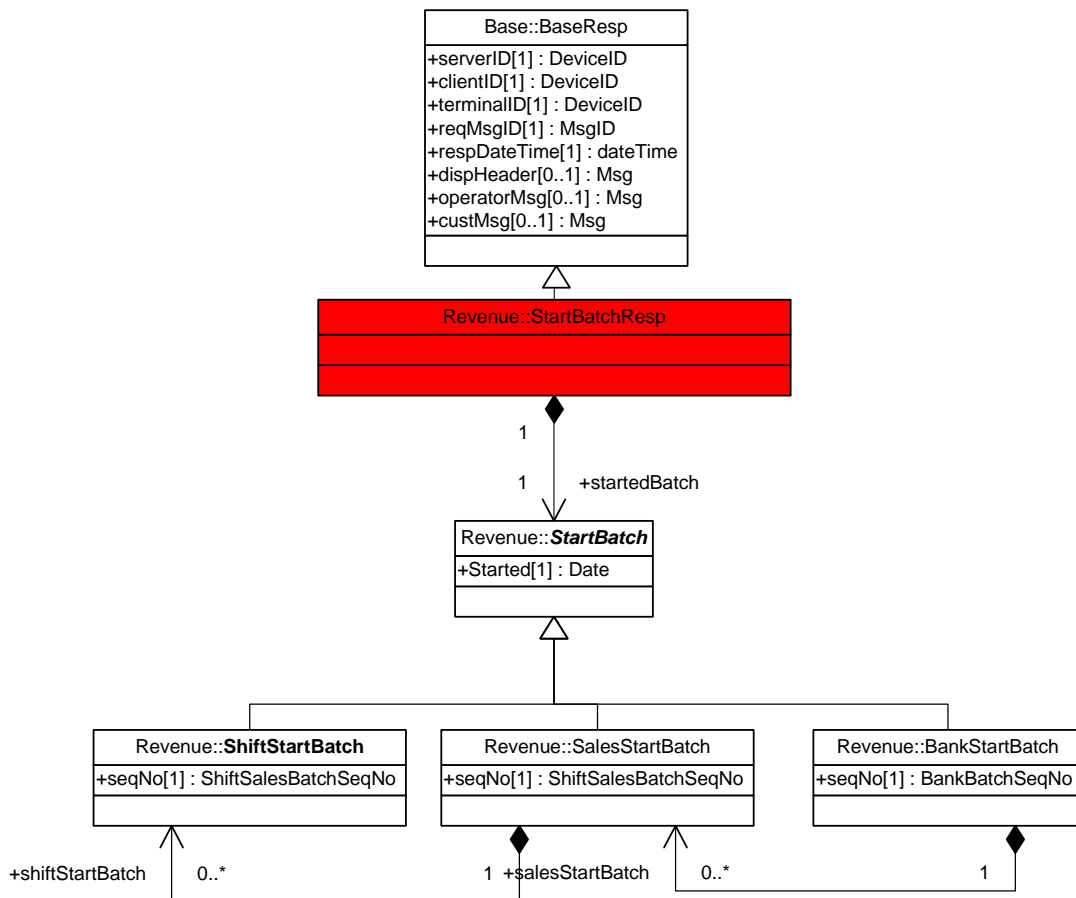 Base::BaseResp
+serverID[1] : DeviceID
+clientID[1] : DeviceID
+terminalID[1] : DeviceID
+reqMsgID[1] : MsgID
+respDateTime[1] : dateTime
+dispHeader[0..1] : Msg
+operatorMsg[0..1] : Msg
+custMsg[0..1] : Msg
Revenue::StartBatchResp
1
1 +startedBatch
Revenue::StartBatch
+Started[1] : Date
Revenue::ShiftStartBatch
+seqNo[1] : ShiftSalesBatchSeqNo
Revenue::SalesStartBatch
+seqNo[1] : ShiftSalesBatchSeqNo
Revenue::BankStartBatch
+seqNo[1] : BankBatchSeqNo
+shiftStartBatch 0..* 1 +salesStartBatch 0..* 1